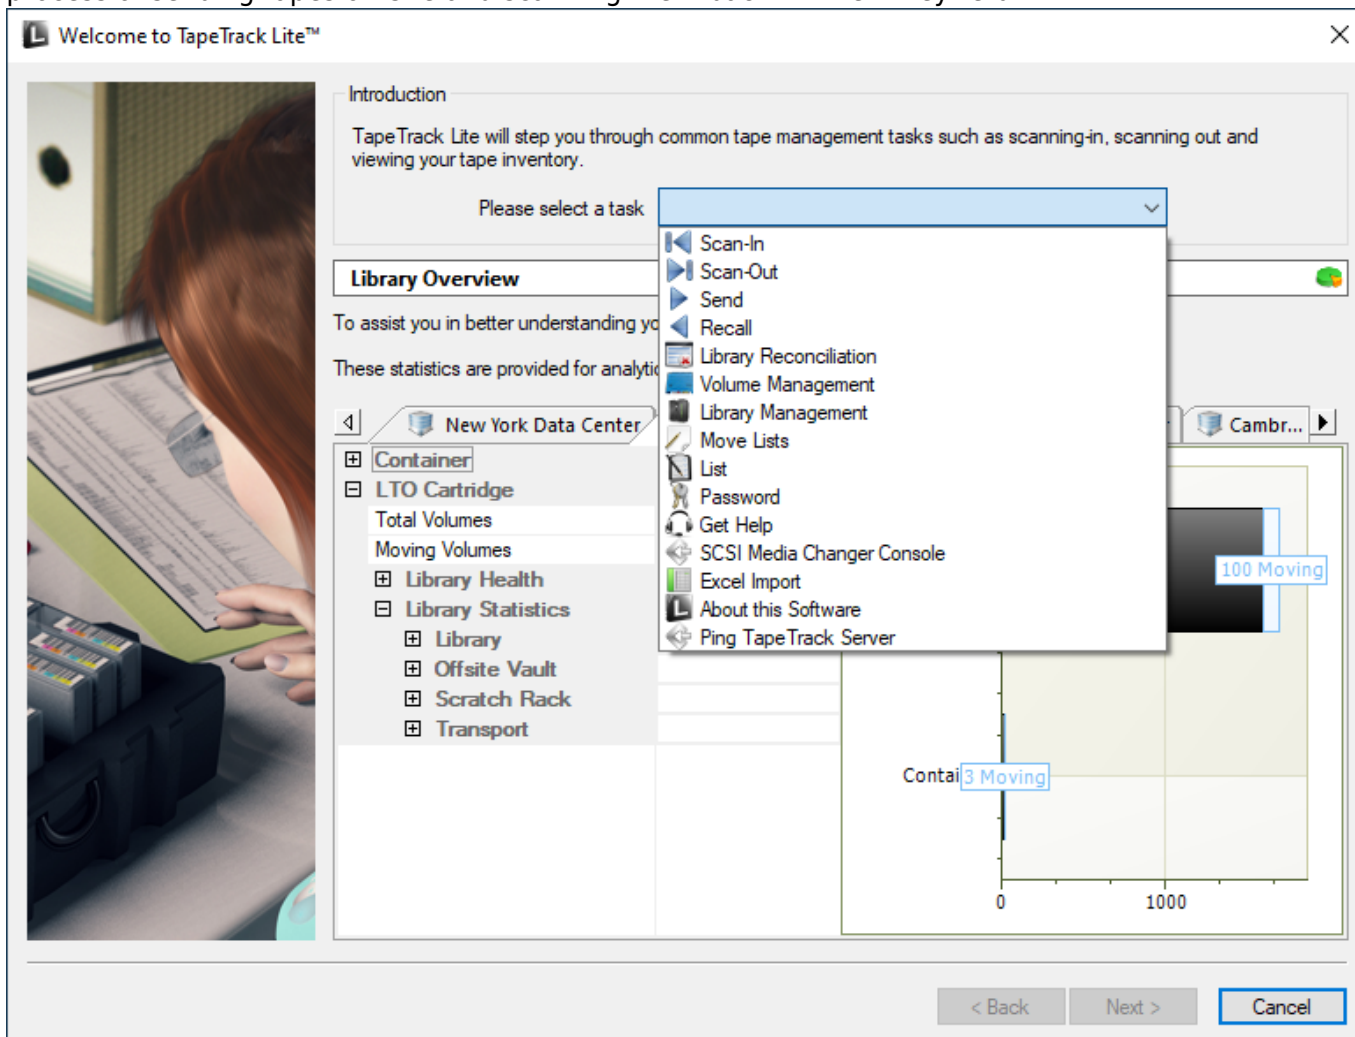 Welcome to TapeTrack Lite™
Introduction
TapeTrack Lite will step you through common tape management tasks such as scanning-in, scanning out and
viewing your tape inventory.
Please select a task
Scan-In
Scan-Out
Send
Recall
Library Reconciliation
Volume Management
Library Management
Move Lists
List
Password
Get Help
SCSI Media Changer Console
Excel Import
About this Software
Ping TapeTrack Server
Library Overview
To assist you in better understanding yo
These statistics are provided for analytic
New York Data Center
Cambr...
Container
LTO Cartridge
Total Volumes
Moving Volumes
Library Health
Library Statistics
Library
Offsite Vault
Scratch Rack
Transport
100 Moving
Contai
3 Moving
0
1000
< Back
Next >
Cancel